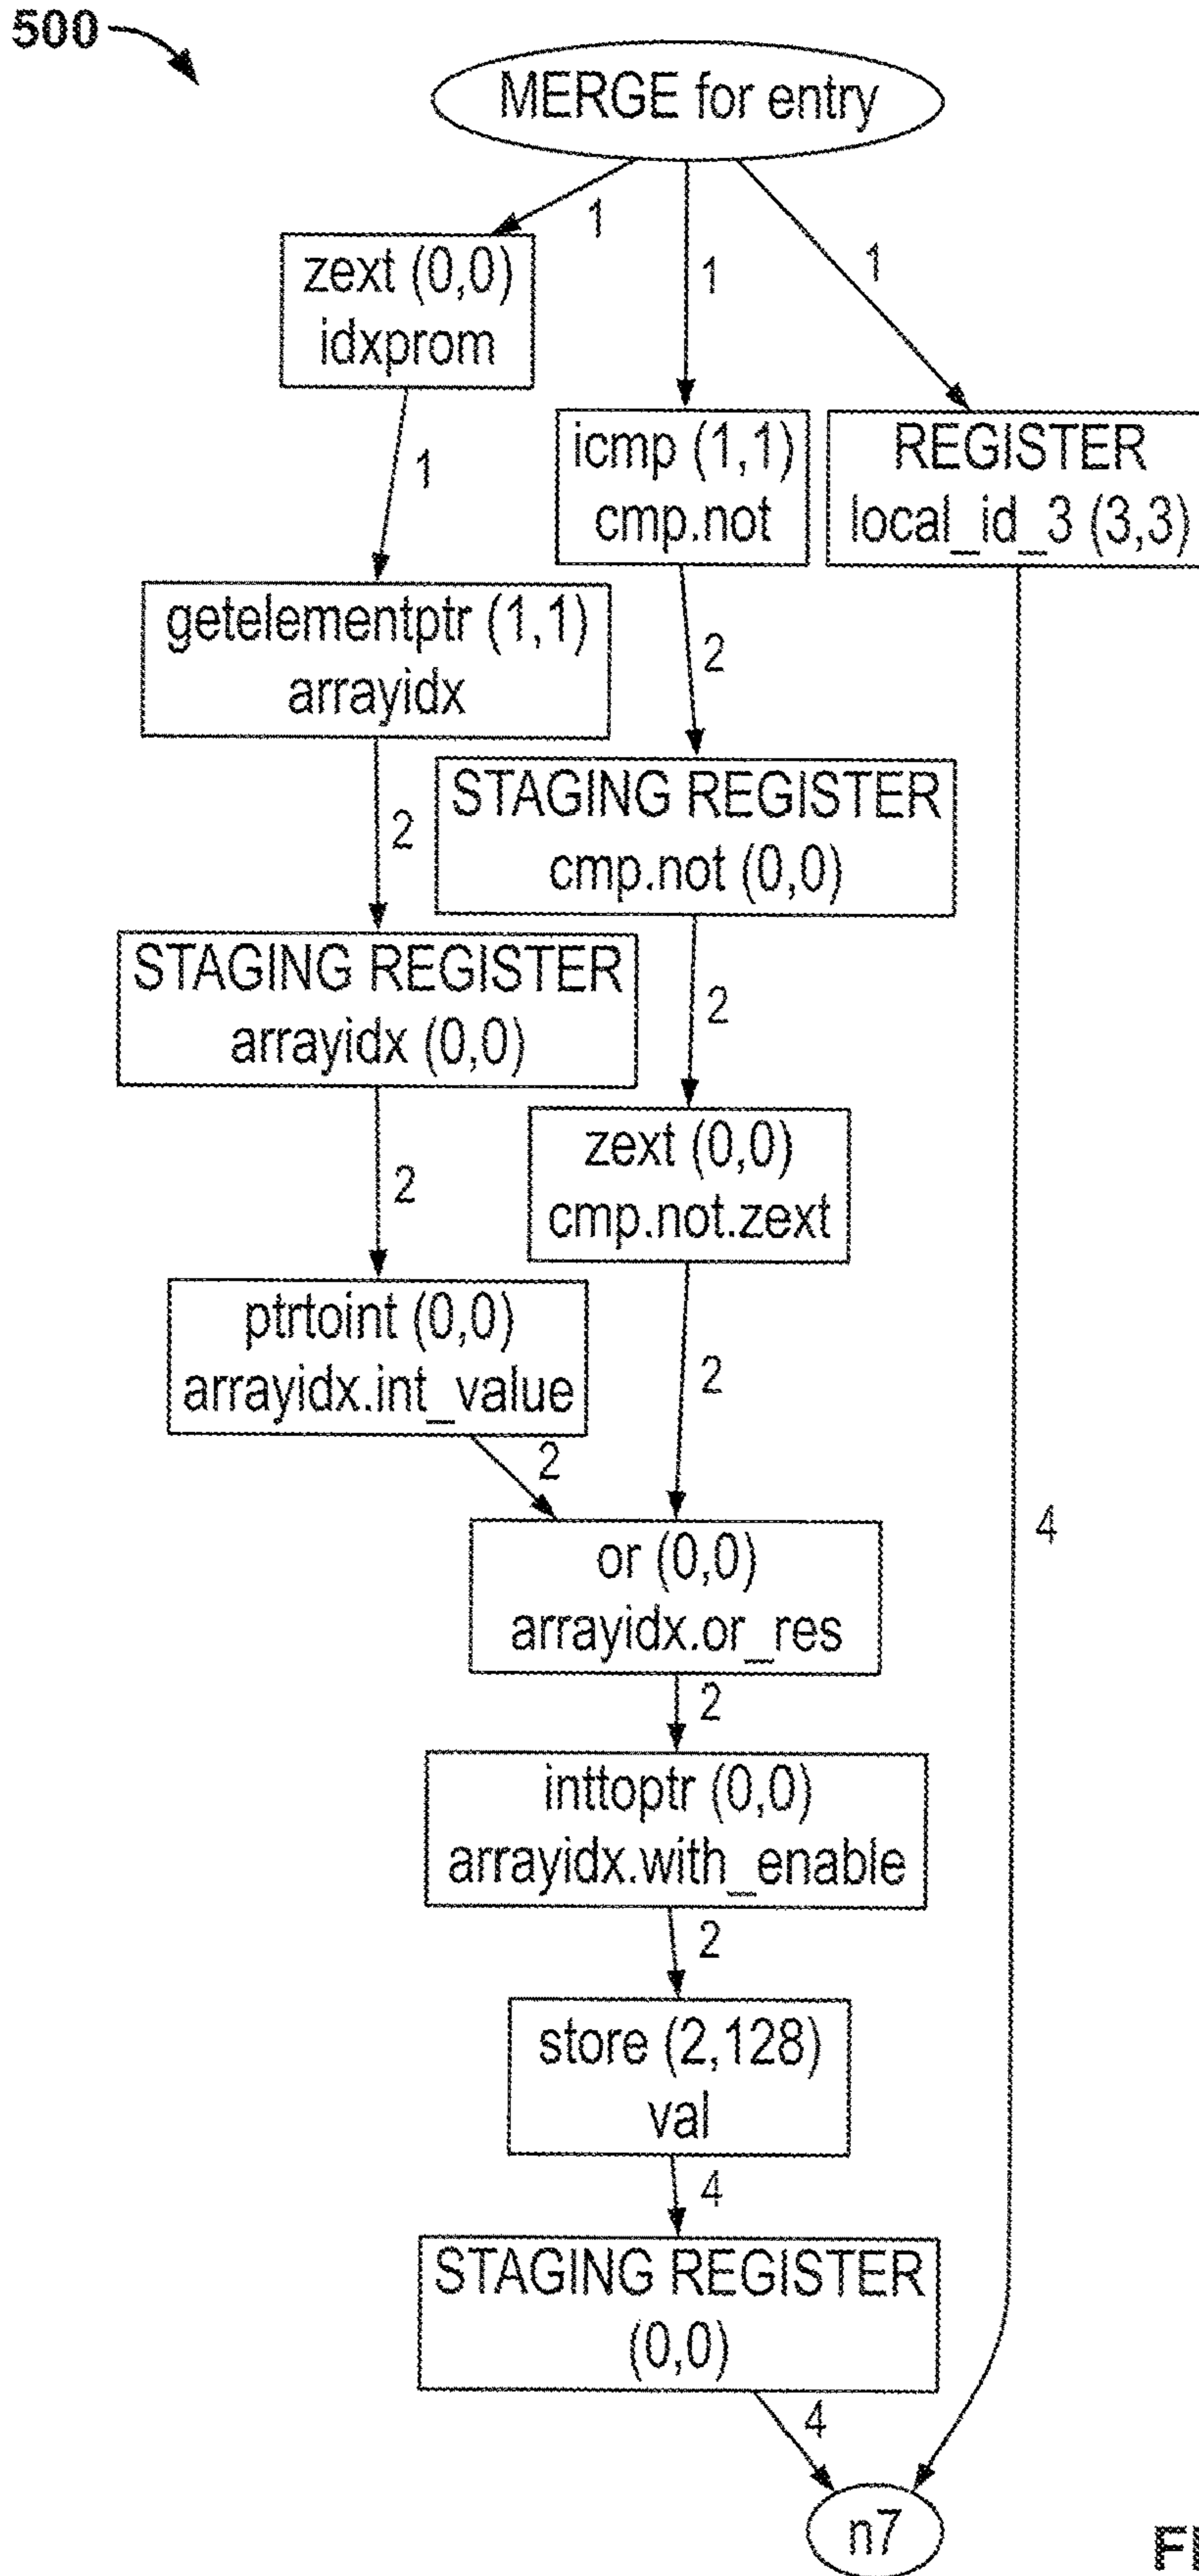 500
MERGE for entry
1
1
1
zext (0,0)
idxprom
icmp (1,1)
cmp.not
REGISTER
local_id_3 (3,3)
1
getelementptr (1,1)
arrayidx
2
STAGING REGISTER
cmp.not (0,0)
2
STAGING REGISTER
arrayidx (0,0)
2
zext (0,0)
cmp.not.zext
2
ptrtoint (0,0)
arrayidx.int_value
2
2
or (0,0)
arrayidx.or_res
4
2
inttoptr (0,0)
arrayidx.with_enable
2
store (2,128)
val
4
STAGING REGISTER
(0,0)
4
n7